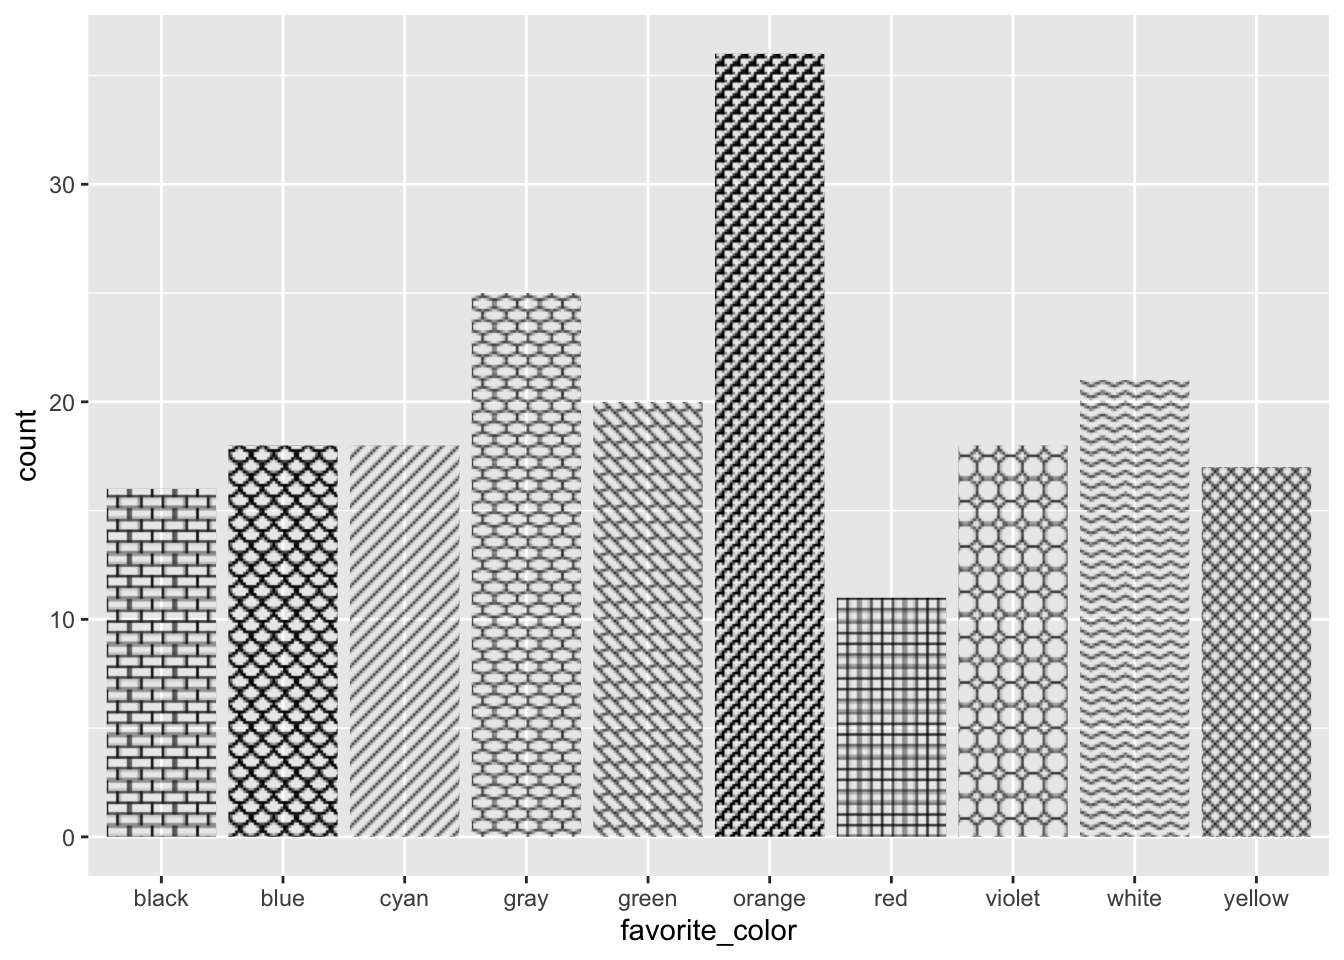 30
20
10
0
count
black blue cyan gray green orange red violet white yellow
favorite_color